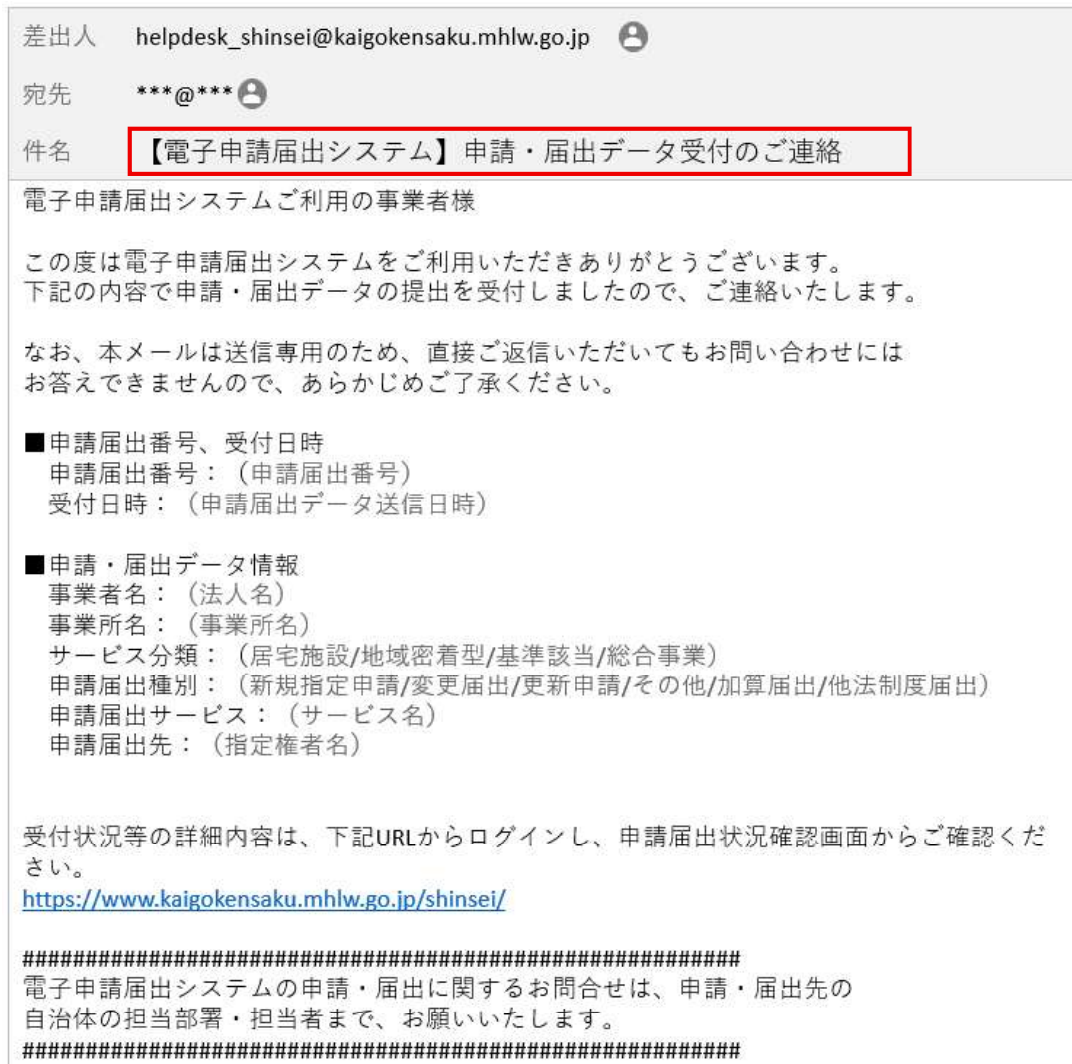 差出人 helpdesk_shinsei@kaigokensaku.mhlw.go.jp
宛先 ***@***
件名 【電子申請届出システム】申請・届出データ受付のご連絡
電子申請届出システムご利用の事業者様
この度は電子申請届出システムをご利用いただきありがとうございます。
下記の内容で申請・届出データの提出を受付しましたので、ご連絡いたします。
なお、本メールは送信専用のため、直接ご返信いただいてもお問い合わせには
お答えできませんので、あらかじめご了承ください。
■申請届出番号、受付日時
申請届出番号：（申請届出番号）
受付日時：（申請届出データ送信日時）
■申請・届出データ情報
事業者名：（法人名）
事業所名：（事業所名）
サービス分類：（居宅施設/地域密着型/基準該当/総合事業）
申請届出種別：（新規指定申請/変更届出/更新申請/その他/加算届出/他法制度届出）
申請届出サービス：（サービス名）
申請届出先：（指定権者名）
受付状況等の詳細内容は、下記URLからログインし、申請届出状況確認画面からご確認くだ
さい。
https://www.kaigokensaku.mhlw.go.jp/shinsei/
##########################################################
電子申請届出システムの申請・届出に関するお問合せは、申請・届出先の
自治体の担当部署・担当者まで、お願いいたします。
##########################################################